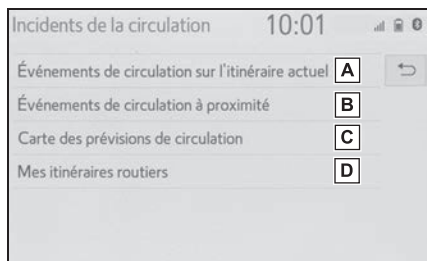 Incidents de la circulation 10:01
Événements de circulation sur l'itinéraire actuel A
Événements de circulation à proximité B
Carte des prévisions de circulation C
Mes itinéraires routiers D